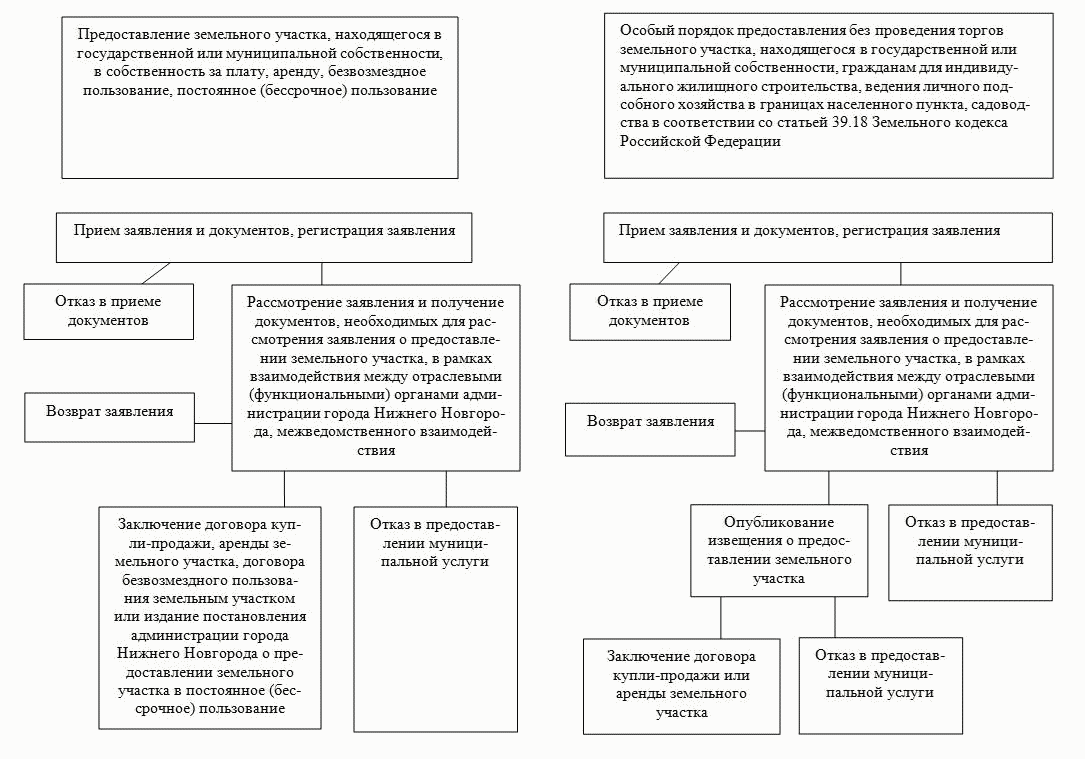 Предоставление земельного участка, находящегося в
государственной или муниципальной собственности,
в собственность за плату, аренду, безвозмездное
пользование, постоянное (бессрочное) пользование
Прием заявления и документов, регистрация заявления
Отказ в приеме
документов
Рассмотрение заявления и получение
документов, необходимых для рас-
смотрения заявления о предоставле-
нии земельного участка, в рамках
взаимодействия между отраслевыми
(функциональными) органами адми-
нистрации города Нижнего Новгоро-
да, межведомственного взаимодей-
ствия
Возврат заявления
Заключение договора куп-
ли-продажи, аренды зе-
мельного участка, договора
безвозмездного пользова-
ния земельным участком
или издание постановления
администрации города
Нижнего Новгорода о пре-
доставлении земельного
участка в постоянное (бес-
срочное) пользование
Отказ в предостав-
лении муници-
пальной услуги
Особый порядок предоставления без проведения торгов
земельного участка, находящегося в государственной или
муниципальной собственности, гражданам для индивиду-
ального жилищного строительства, ведения личного под-
собного хозяйства в границах населенного пункта, садовод-
ства в соответствии со статьей 39.18 Земельного кодекса
Российской Федерации
Прием заявления и документов, регистрация заявления
Отказ в приеме
документов
Рассмотрение заявления и получение
документов, необходимых для рас-
смотрения заявления о предоставле-
нии земельного участка, в рамках
взаимодействия между отраслевыми
(функциональными) органами адми-
нистрации города Нижнего Новгоро-
да, межведомственного взаимодей-
ствия
Возврат заявления
Опубликование
извещения о предос-
тавлении земельного
участка
Отказ в предостав-
лении муници-
пальной услуги
Заключение договора
купли-продажи или
аренды земельного
участка
Отказ в предостав-
лении муници-
пальной услуги